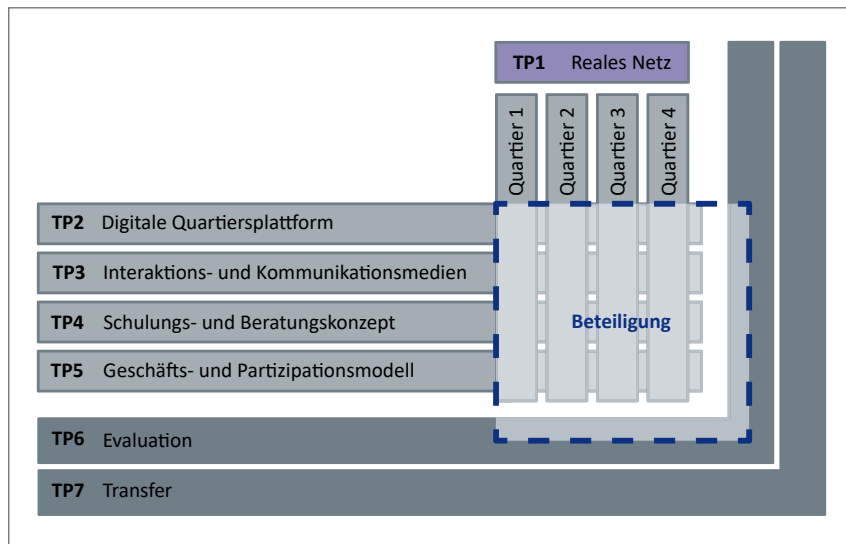 TP1 Reales Netz
Quartier 1
Quartier 2
Quartier 3
Quartier 4
TP2 Digitale Quartiersplattform
TP3 Interaktions- und Kommunikationsmedien
TP4 Schulungs- und Beratungskonzept
Beteiligung
TP5 Geschäfts- und Partizipationsmodell
TP6 Evaluation
TP7 Transfer